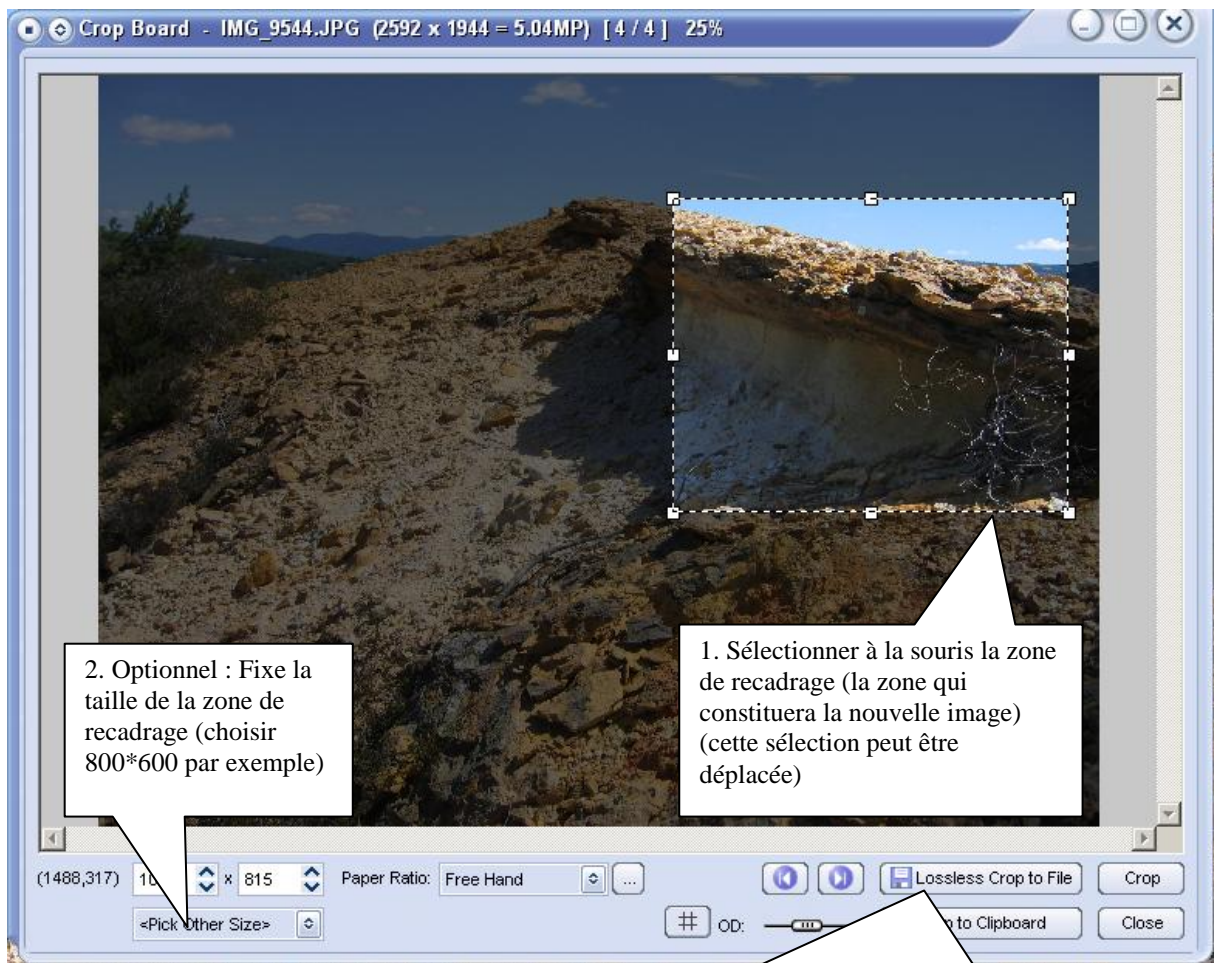 Crop Board - IMG_9544.JPG (2592 x 1944 = 5.04MP) [ 4 / 4 ] 25%
2. Optionnel : Fixe la
taille de la zone de
recadrage (choisir
800*600 par exemple)
1. Sélectionner à la souris la zone
de recadrage (la zone qui
constituera la nouvelle image)
(cette sélection peut être
déplacée)
(1488,317) x 815 Paper Ratio: Free Hand ... Lossless Crop to File Crop
<Pick Other Size> OD: to Clipboard Close